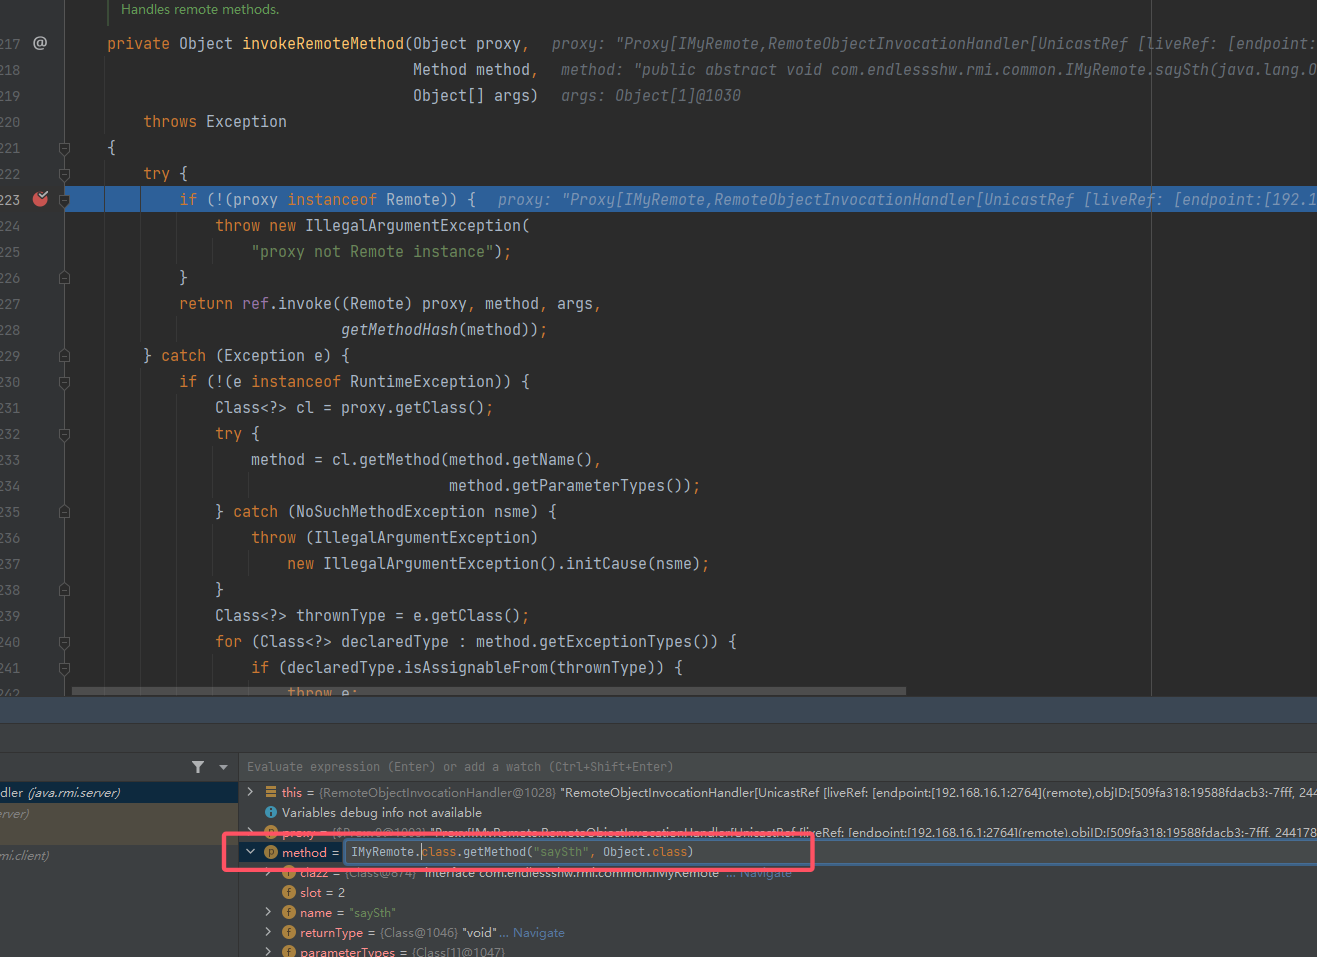 Handles remote methods.
217 @ private Object invokeRemoteMethod(Object proxy, proxy: "Proxy[IMyRemote,RemoteObjectInvocationHandler[UnicastRef [liveRef: [endpoint:
218 Method method, method: "public abstract void com.endlessshw.rmi.common.IMyRemote.saySth(java.lang.O
219 Object[] args) args: Object[1]@1030
220 throws Exception
221 {
222 try {
223 if (!(proxy instanceof Remote)) { proxy: "Proxy[IMyRemote,RemoteObjectInvocationHandler[UnicastRef [liveRef: [endpoint:[192.1
224 throw new IllegalArgumentException(
225 "proxy not Remote instance");
226 }
227 return ref.invoke((Remote) proxy, method, args,
228 getMethodHash(method));
229 } catch (Exception e) {
230 if (!(e instanceof RuntimeException)) {
231 Class<?> cl = proxy.getClass();
232 try {
233 method = cl.getMethod(method.getName(),
234 method.getParameterTypes());
235 } catch (NoSuchMethodException nsme) {
236 throw (IllegalArgumentException)
237 new IllegalArgumentException().initCause(nsme);
238 }
239 Class<?> thrownType = e.getClass();
240 for (Class<?> declaredType : method.getExceptionTypes()) {
241 if (declaredType.isAssignableFrom(thrownType)) {
242 throw e;
Evaluate expression (Enter) or add a watch (Ctrl+Shift+Enter)
dler (java.rmi.server)
erver)
mi.client)
this = {RemoteObjectInvocationHandler@1028} "RemoteObjectInvocationHandler[UnicastRef [liveRef: [endpoint:[192.168.16.1:2764](remote),objID:[509fa318:19588fdacb3:-7fff, 244
Variables debug info not available
proxy = "Proxy[IMyRemote,RemoteObjectInvocationHandler[UnicastRef [liveRef: [endpoint:[192.168.16.1:2764](remote),objID:[509fa318:19588fdacb3:-7fff, 244178
method = IMyRemote.class.getMethod("saySth", Object.class)
clazz = {Class@874} "interface com.endlessshw.rmi.common.IMyRemote" ... Navigate
slot = 2
name = "saySth"
returnType = {Class@1046} "void" ... Navigate
parameterTypes = {Class[1]@1047}